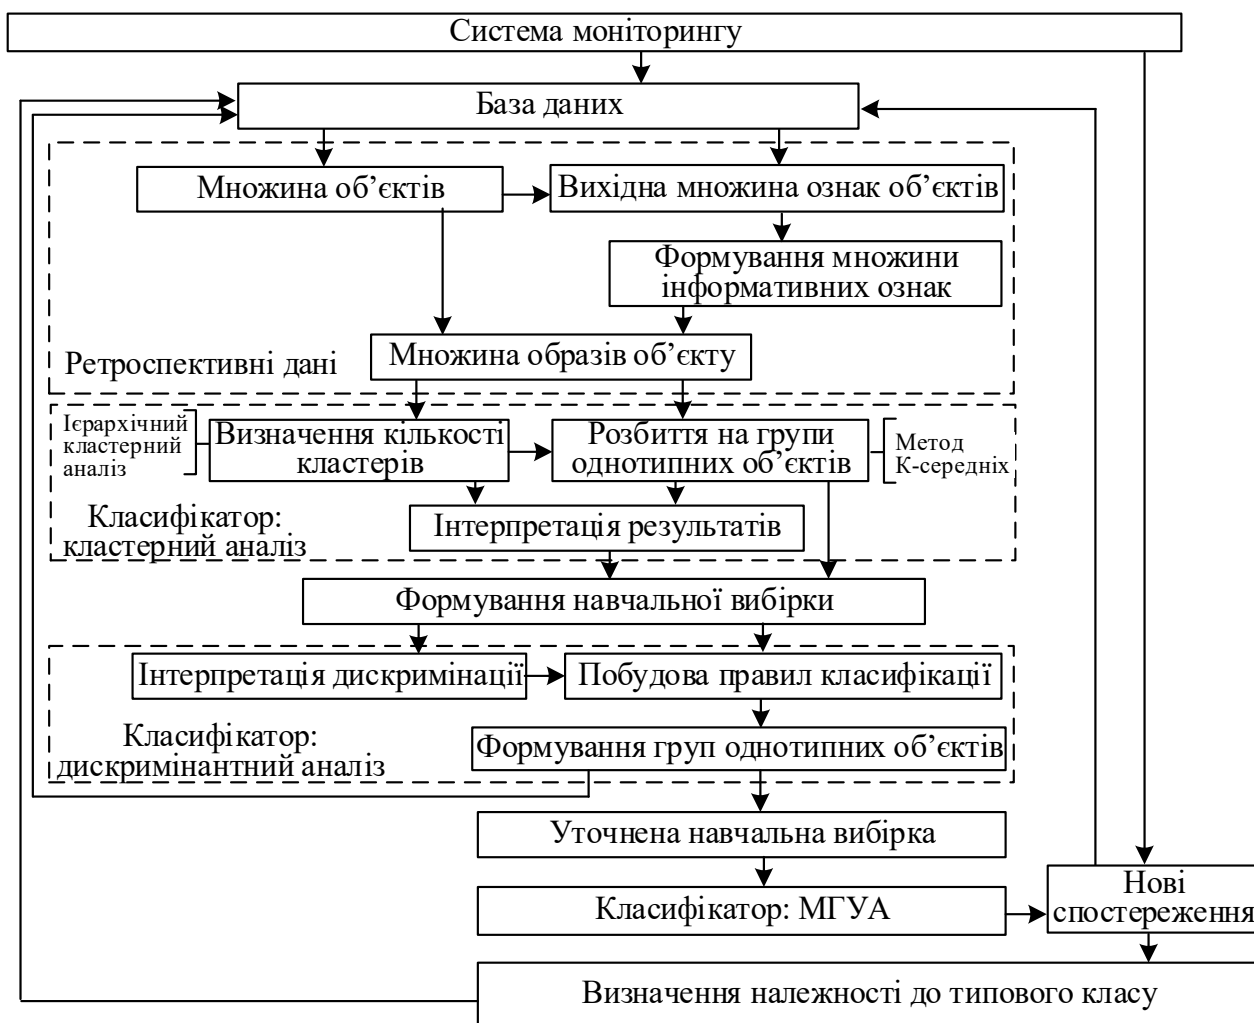 Система моніторингу
База даних
Множина об’єктів
Вихідна множина ознак об’єктів
Формування множини
інформативних ознак
Множина образів об’єкту
Ретроспективні дані
Ієрархічний
кластерний
аналіз
Визначення кількості
кластерів
Розбиття на групи
однотипних об’єктів
Метод
К-середніх
Інтерпретація результатів
Класифікатор:
кластерний аналіз
Формування навчальної вибірки
Інтерпретація дискримінації
Побудова правил класифікації
Класифікатор:
дискримінантний аналіз
Формування груп однотипних об’єктів
Уточнена навчальна вибірка
Класифікатор: МГУА
Нові
спостереження
Визначення належності до типового класу